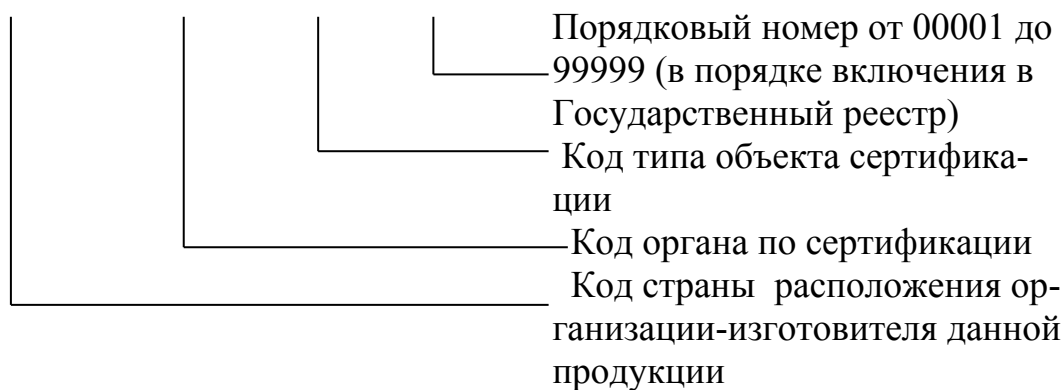 Порядковый номер от 00001 до
99999 (в порядке включения в
Государственный реестр)
Код типа объекта сертифика-
ции
Код органа по сертификации
Код страны расположения ор-
ганизации-изготовителя данной
продукции